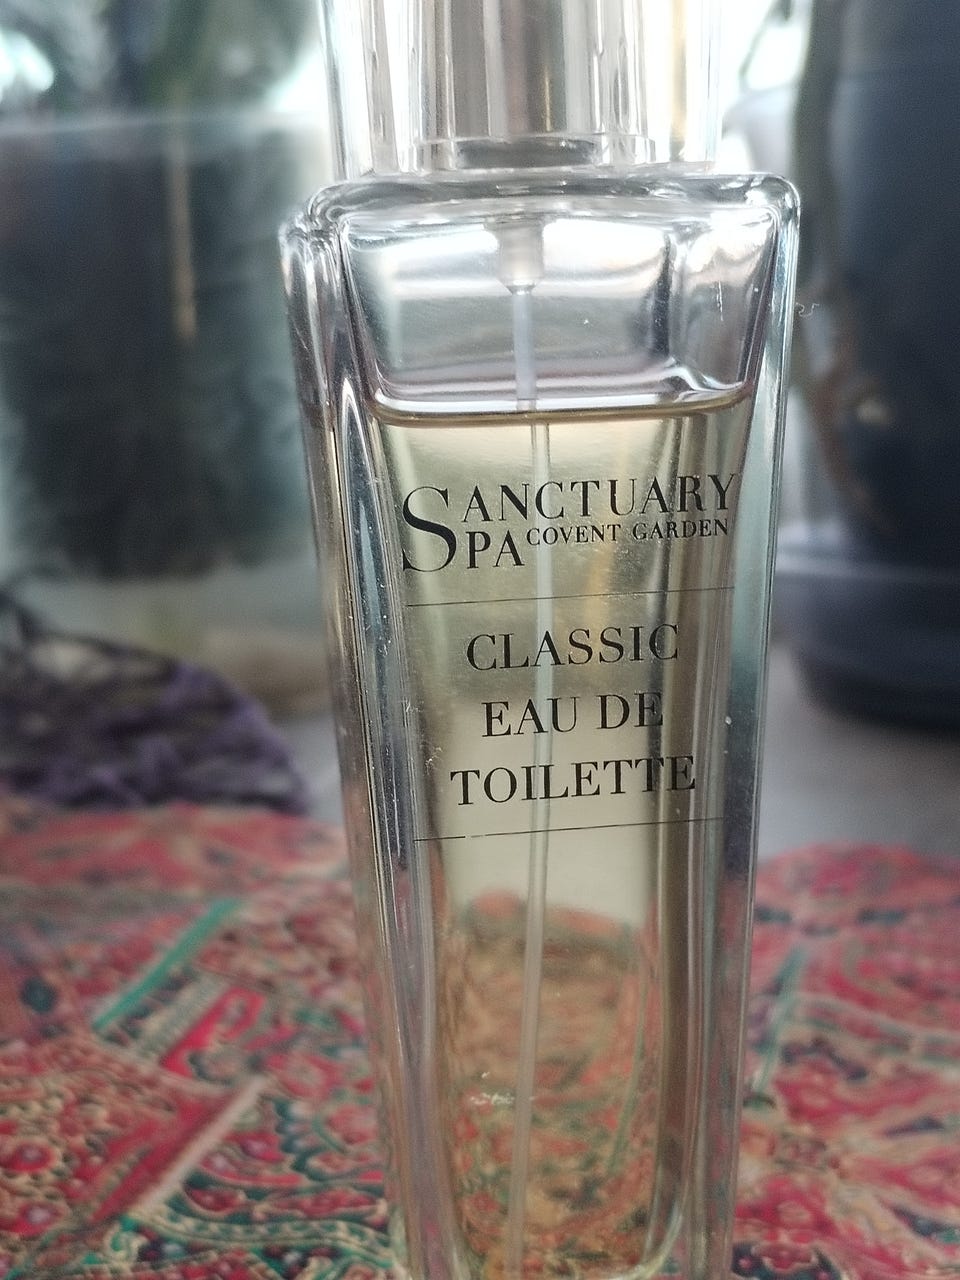 SANCTUARY
SPA COVENT GARDEN
CLASSIC
EAU DE
TOILETTE